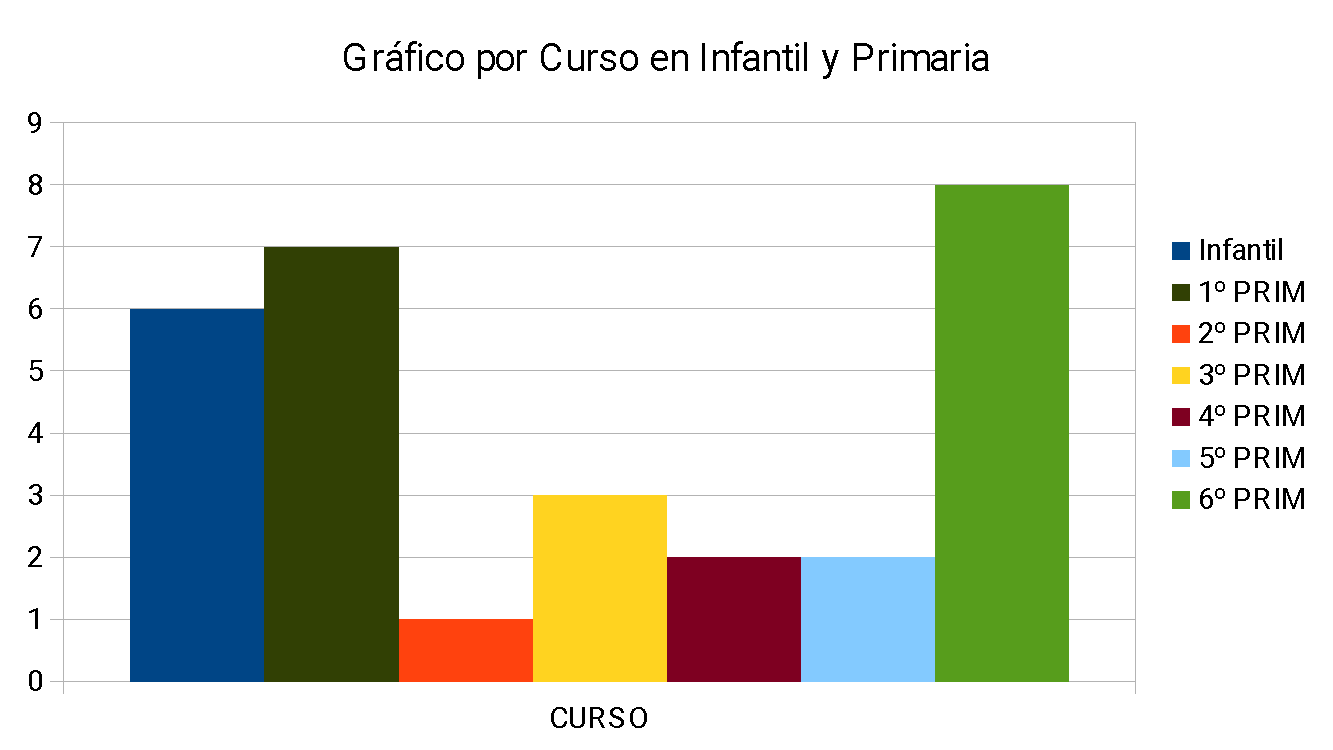 Gráfico por Curso en Infantil y Primaria
9
8
7
6
5
4
3
2
1
0
CURSO
Infantil
1º PRIM
2º PRIM
3º PRIM
4º PRIM
5º PRIM
6º PRIM